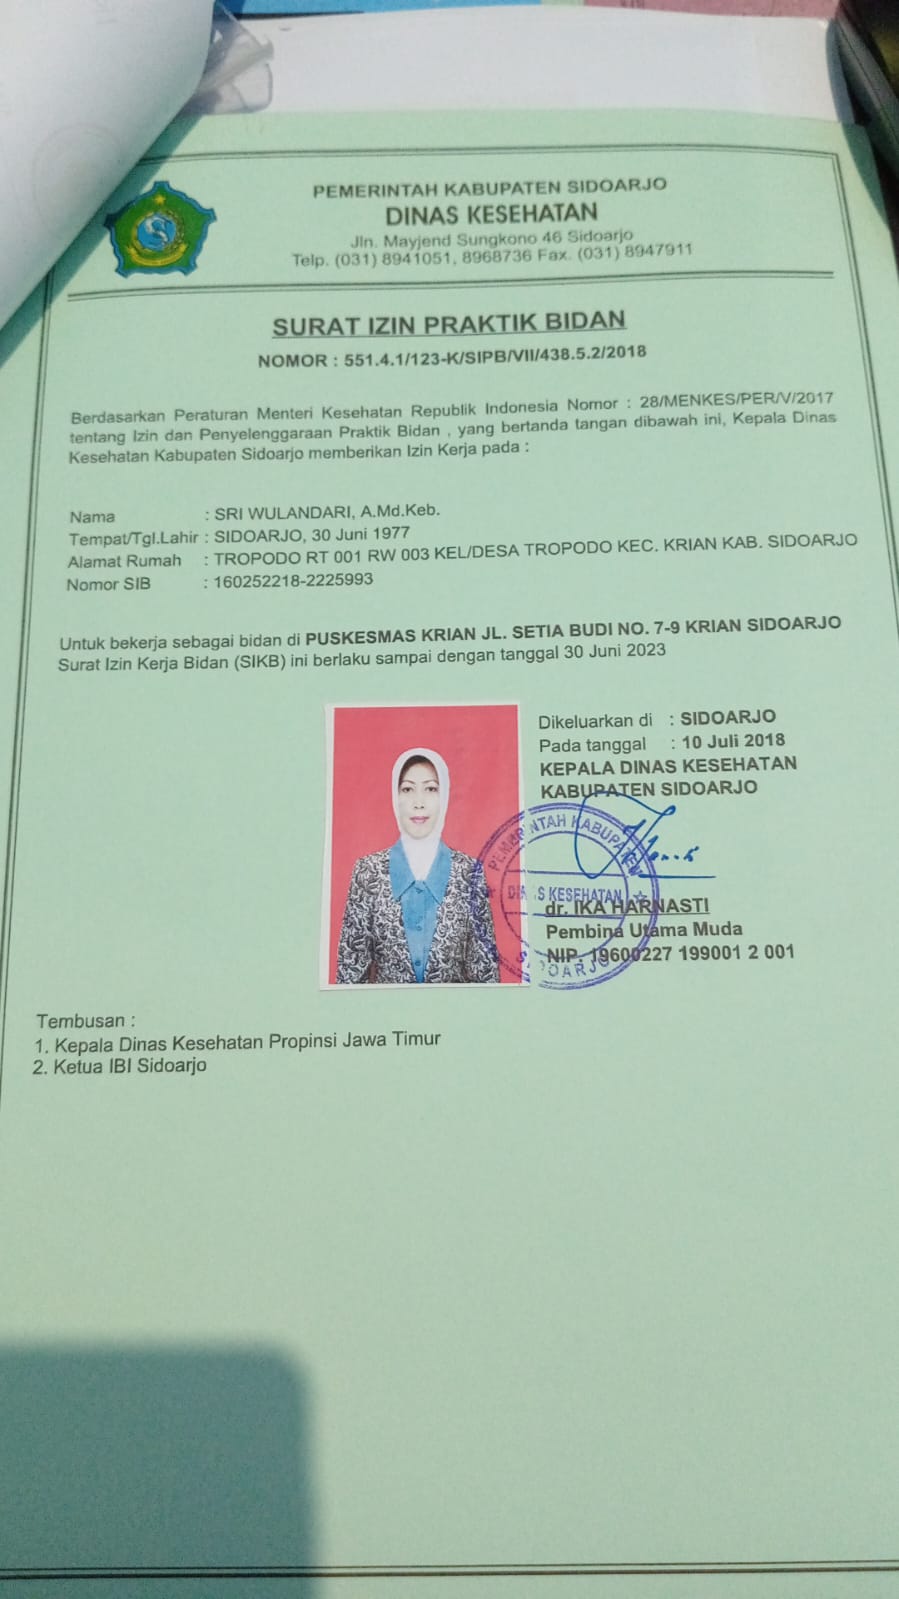 PEMERINTAH KABUPATEN SIDOARJO
DINAS KESEHATAN
Jln. Mayjend Sungkono 46 Sidoarjo
Telp. (031) 8941051, 8968736 Fax. (031) 8947911
SURAT IZIN PRAKTIK BIDAN
NOMOR : 551.4.1/123-K/SIPB/VII/438.5.2/2018
Berdasarkan Peraturan Menteri Kesehatan Republik Indonesia Nomor : 28/MENKES/PER/V/2017
tentang Izin dan Penyelenggaraan Praktik Bidan , yang bertanda tangan dibawah ini, Kepala Dinas
Kesehatan Kabupaten Sidoarjo memberikan Izin Kerja pada :
Nama : SRI WULANDARI, A.Md.Keb.
Tempat/Tgl.Lahir : SIDOARJO, 30 Juni 1977
Alamat Rumah : TROPODO RT 001 RW 003 KEL/DESA TROPODO KEC. KRIAN KAB. SIDOARJO
Nomor SIB : 160252218-2225993
Untuk bekerja sebagai bidan di PUSKESMAS KRIAN JL. SETIA BUDI NO. 7-9 KRIAN SIDOARJO
Surat Izin Kerja Bidan (SIKB) ini berlaku sampai dengan tanggal 30 Juni 2023
Dikeluarkan di : SIDOARJO
Pada tanggal : 10 Juli 2018
KEPALA DINAS KESEHATAN
KABUPATEN SIDOARJO
PEMERINTAH KABUPATEN
DINAS KESEHATAN
SIDOARJO
dr. IKA HARNASTI
Pembina Utama Muda
NIP. 19600227 199001 2 001
Tembusan :
1. Kepala Dinas Kesehatan Propinsi Jawa Timur
2. Ketua IBI Sidoarjo